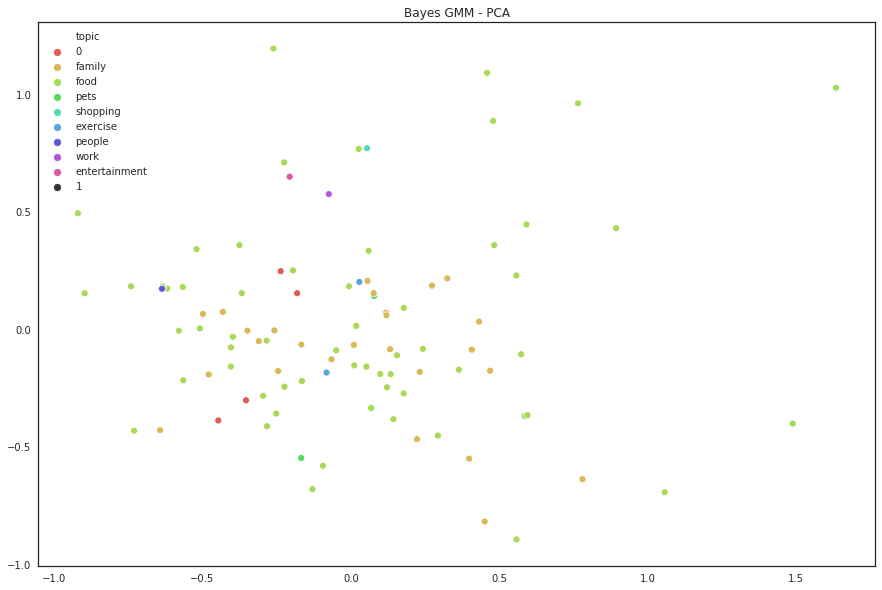 Bayes GMM - PCA
topic
0
family
food
pets
shopping
exercise
people
work
entertainment
1
1.0
0.5
0.0
−0.5
−1.0
−1.0 −0.5 0.0 0.5 1.0 1.5